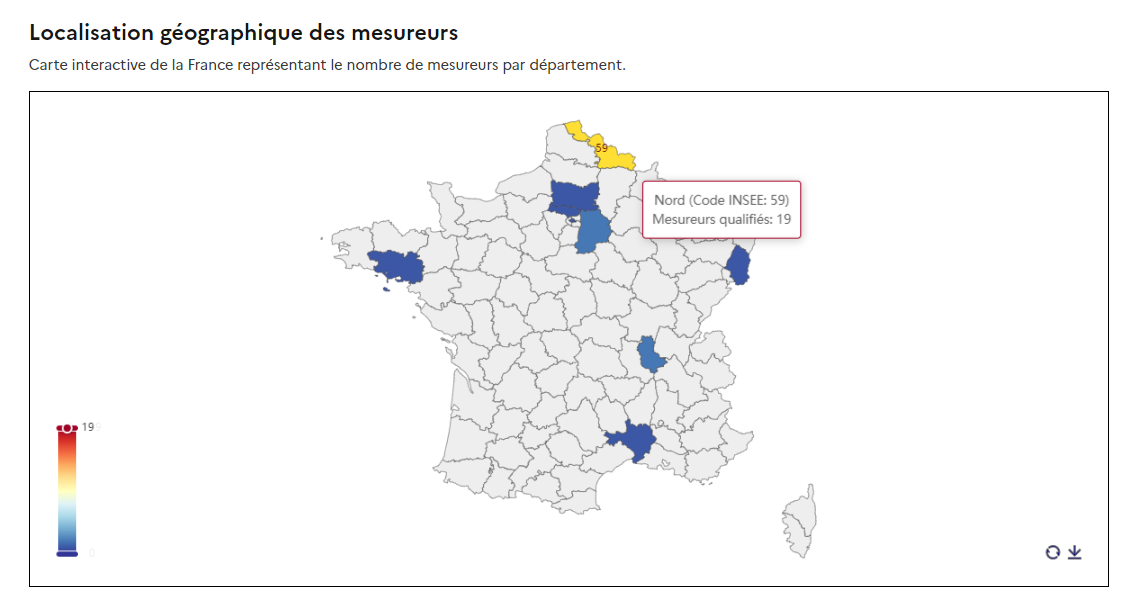 Localisation géographique des mesureurs
Carte interactive de la France représentant le nombre de mesureurs par département.
59
Nord (Code INSEE: 59)
Mesureurs qualifiés: 19
19
0